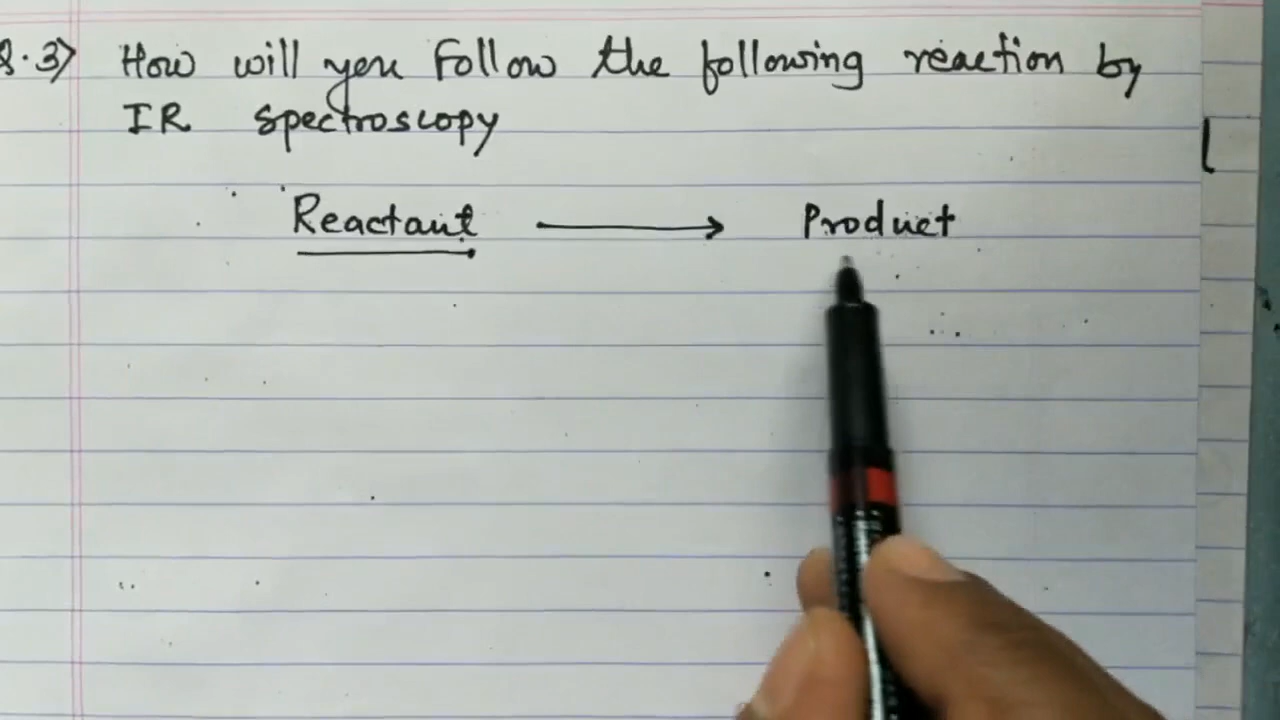 Q.3) How will you follow the following reaction by
IR spectroscopy
Reactant ⟶ Product